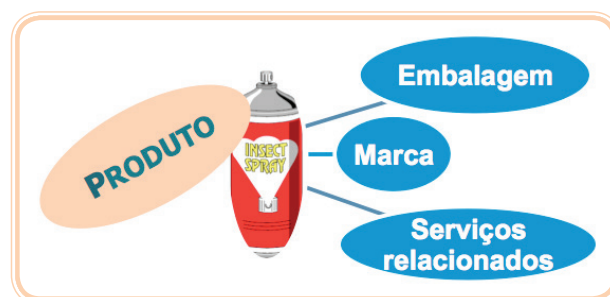 Embalagem
PRODUTO
INSECT
SPRAY
Marca
Serviços
relacionados